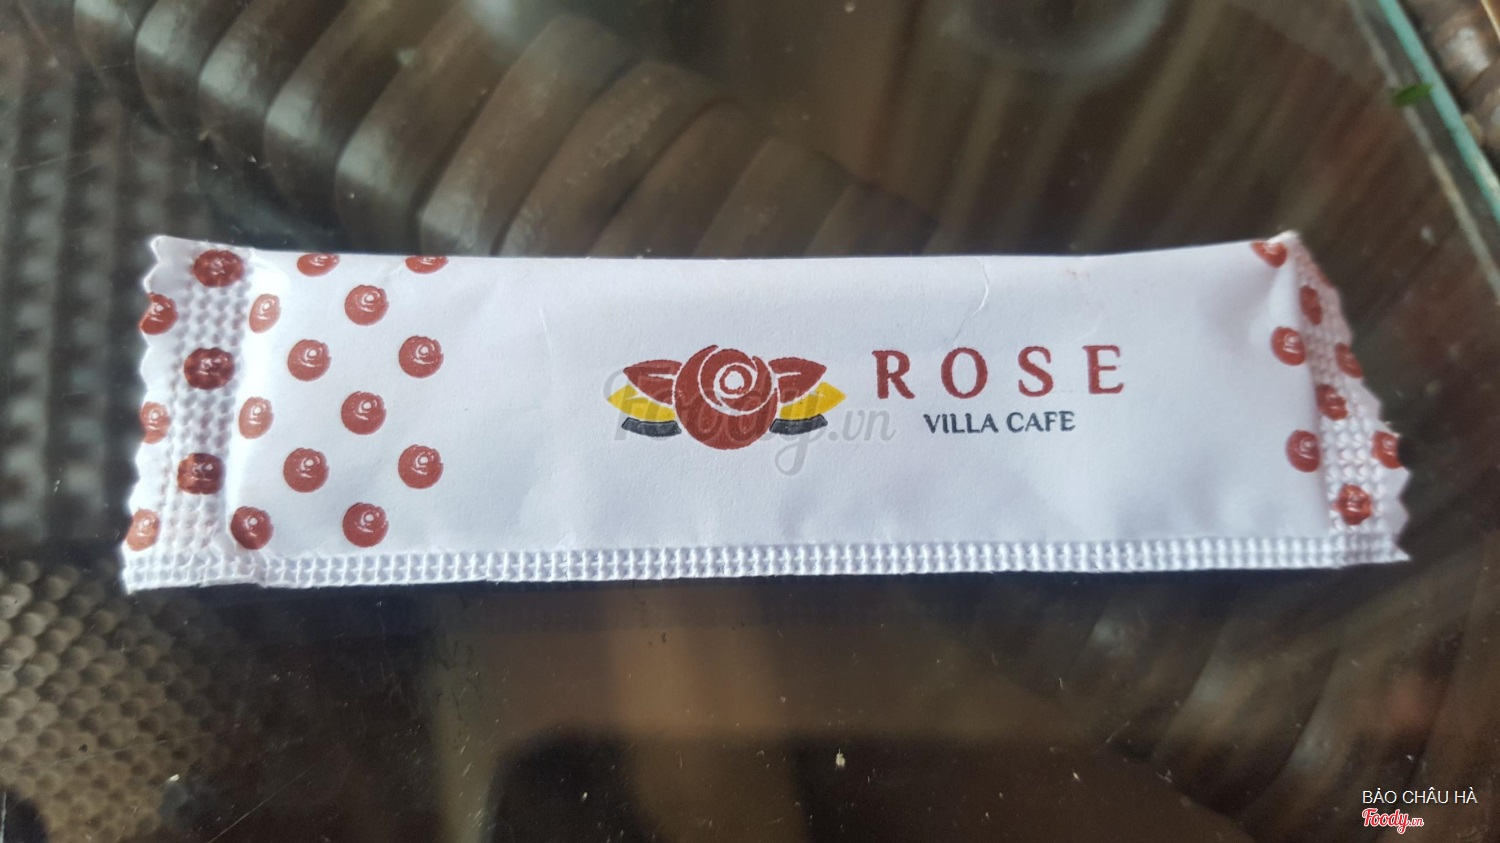 ROSE
VILLA CAFE
Foody.vn
BẢO CHÂU HÀ
Foody.vn